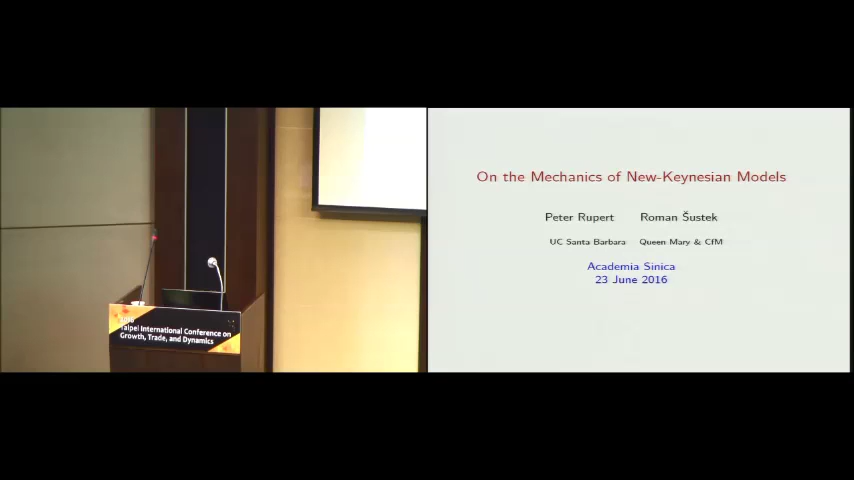 2016
Taipei International Conference on
Growth, Trade, and Dynamics
On the Mechanics of New-Keynesian Models
Peter Rupert Roman Šustek
UC Santa Barbara Queen Mary & CfM
Academia Sinica
23 June 2016